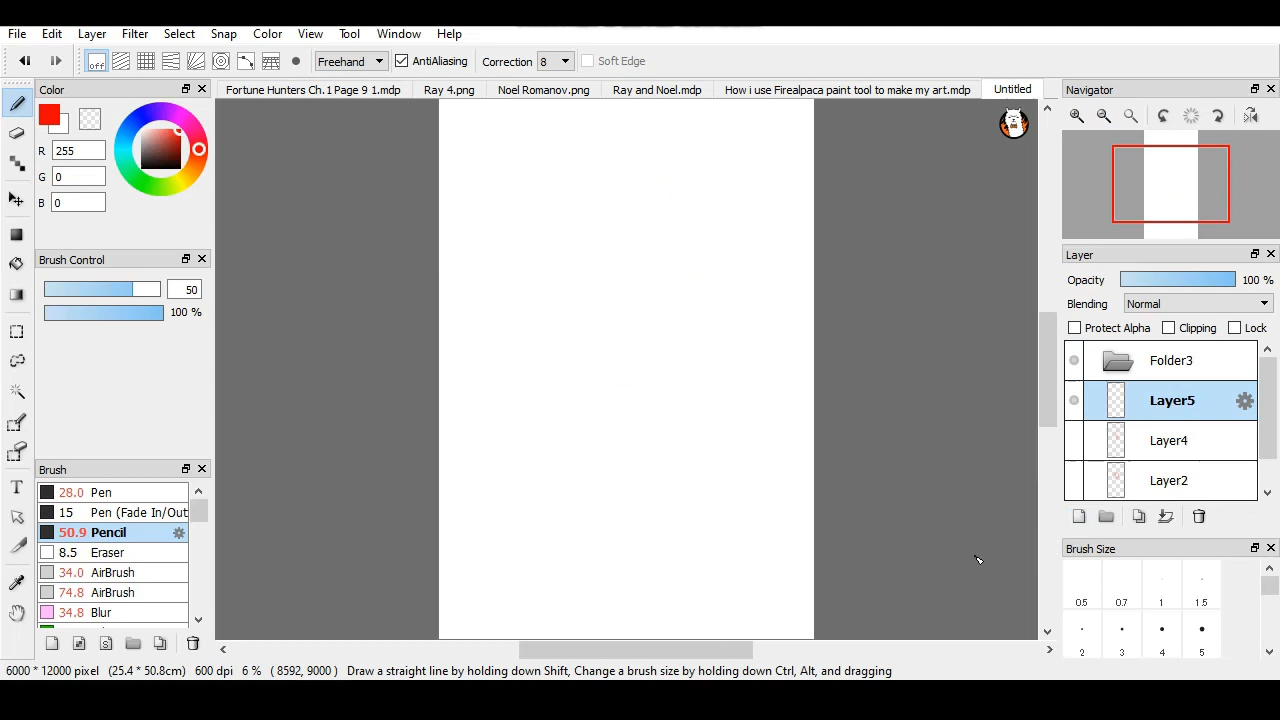 File Edit Layer Filter Select Snap Color View Tool Window Help
off Freehand AntiAliasing Correction 8 Soft Edge
Color
Fortune Hunters Ch. 1 Page 9 1.mdp Ray 4.png Noel Romanov.png Ray and Noel.mdp How i use Firealpaca paint tool to make my art.mdp Untitled
Navigator
R 255
G 0
B 0
Brush Control
50
100 %
Layer
Opacity 100 %
Blending Normal
Protect Alpha Clipping Lock
Folder3
Layer5
Layer4
Layer2
Brush
28.0 Pen
15 Pen (Fade In/Out
50.9 Pencil
8.5 Eraser
34.0 AirBrush
74.8 AirBrush
34.8 Blur
Brush Size
0.5 0.7 1 1.5
2 3 4 5
6000 * 12000 pixel (25.4 * 50.8cm) 600 dpi 6 % ( 8592, 9000 ) Draw a straight line by holding down Shift, Change a brush size by holding down Ctrl, Alt, and dragging